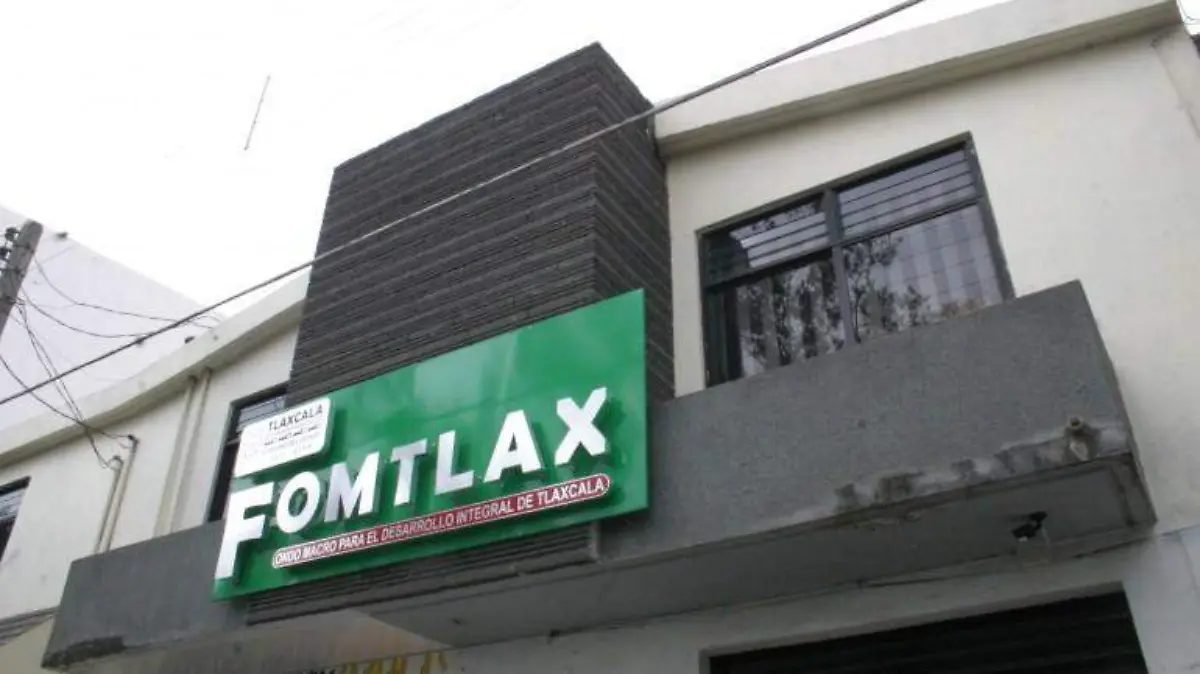 TLAXCALA
FOMTLAX
ONDO MACRO PARA EL DESARROLLO INTEGRAL DE TLAXCALA